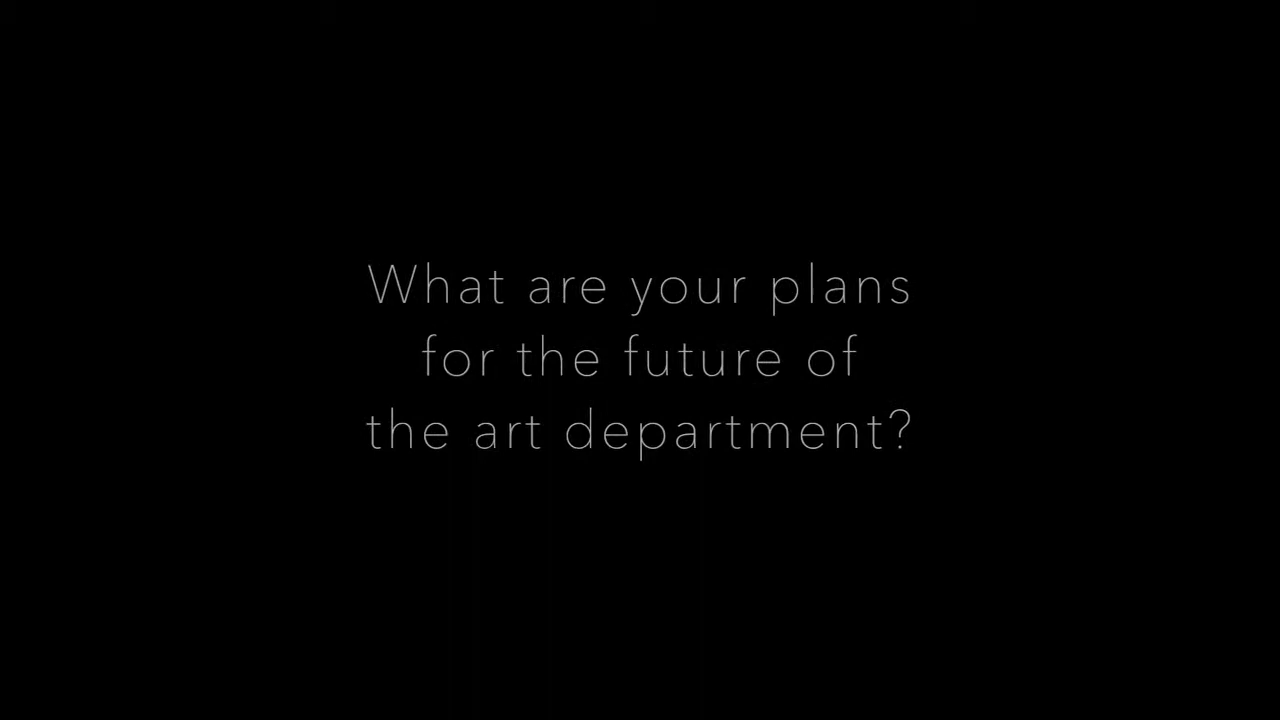 What are your plans
for the future of
the art department?